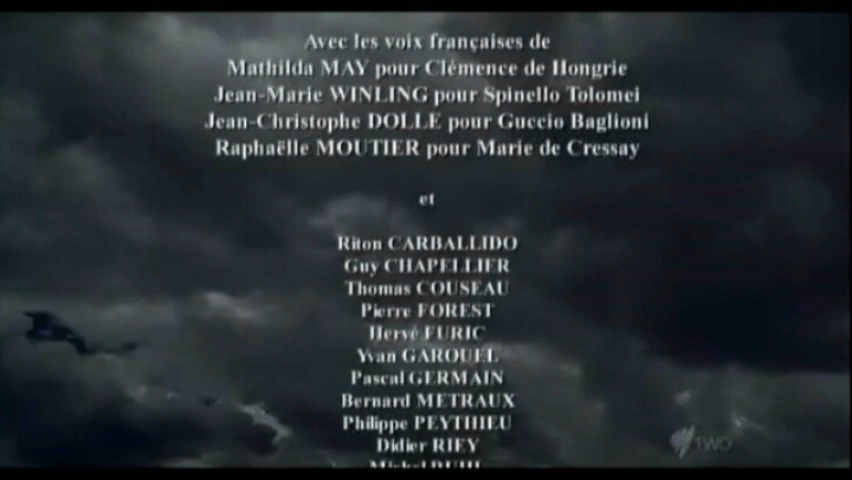 Avec les voix françaises de
Mathilda MAY pour Clémence de Hongrie
Jean-Marie WINLING pour Spinello Tolomei
Jean-Christophe DOLLE pour Guccio Baglioni
Raphaëlle MOUTIER pour Marie de Cressay
et
Riton CARBALLIDO
Guy CHAPELLIER
Thomas COUSEAU
Pierre FOREST
Hervé FURIC
Yvan GAROUEL
Pascal GERMAIN
Bernard METRAUX
Philippe PEYTHIEU
Didier RIEY
TWO